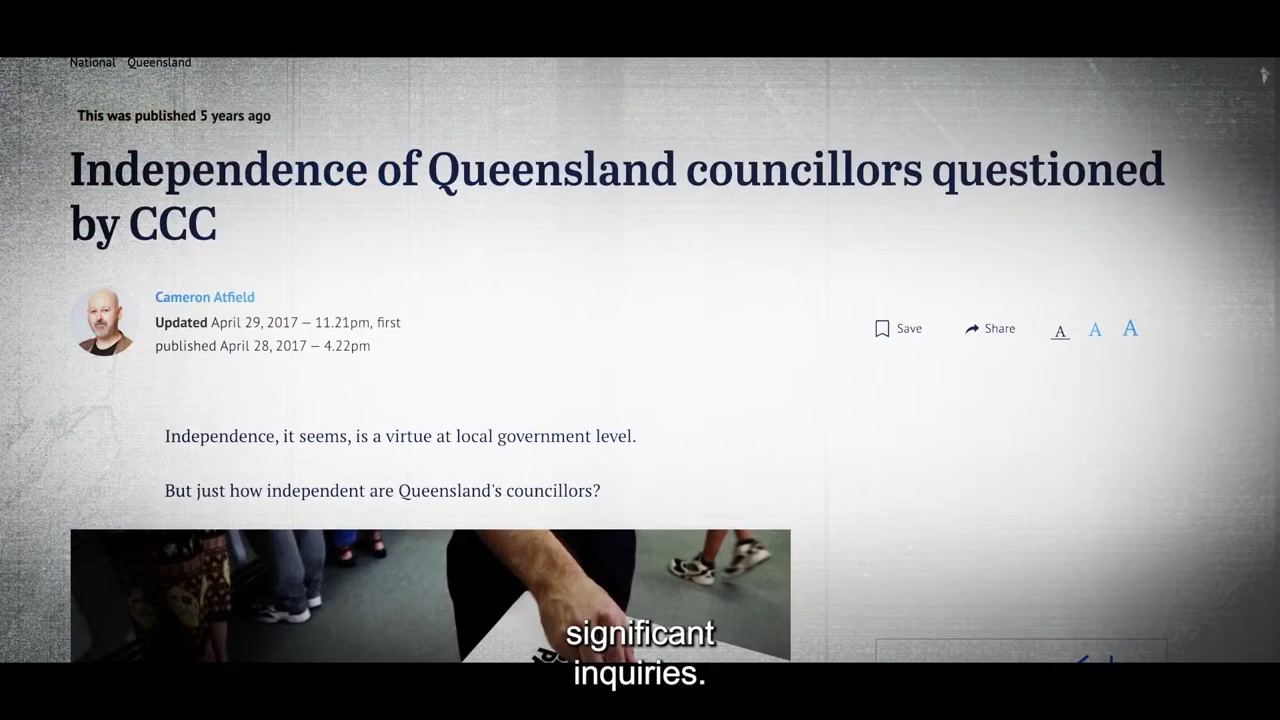 National Queensland
This was published 5 years ago
Independence of Queensland councillors questioned
by CCC
Cameron Atfield
Updated April 29, 2017 — 11.21pm, first
published April 28, 2017 — 4.22pm
Save Share A A A
Independence, it seems, is a virtue at local government level.
But just how independent are Queensland's councillors?
significant
inquiries.